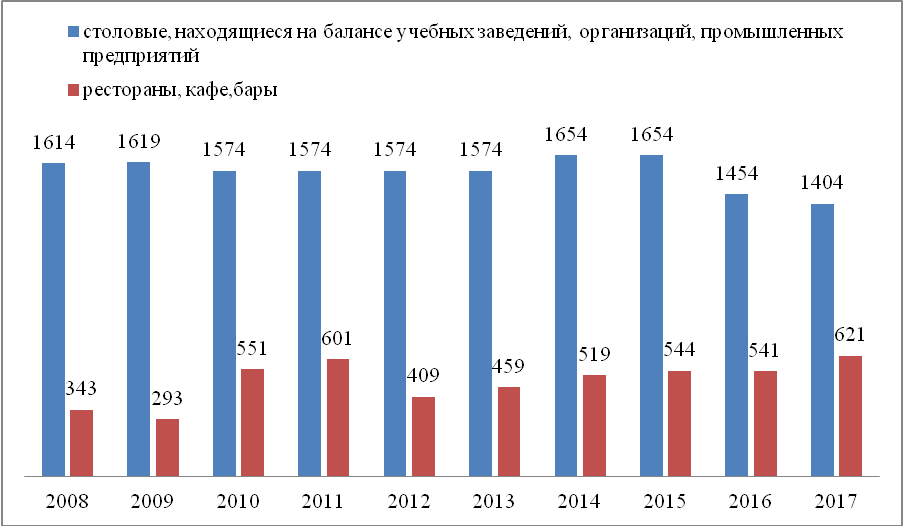 столовые, находящиеся на балансе учебных заведений, организаций, промышленных
предприятий
рестораны, кафе,бары
1614 1619 1574 1574 1574 1574 1654 1654 1454 1404
343 293 551 601 409 459 519 544 541 621
2008 2009 2010 2011 2012 2013 2014 2015 2016 2017